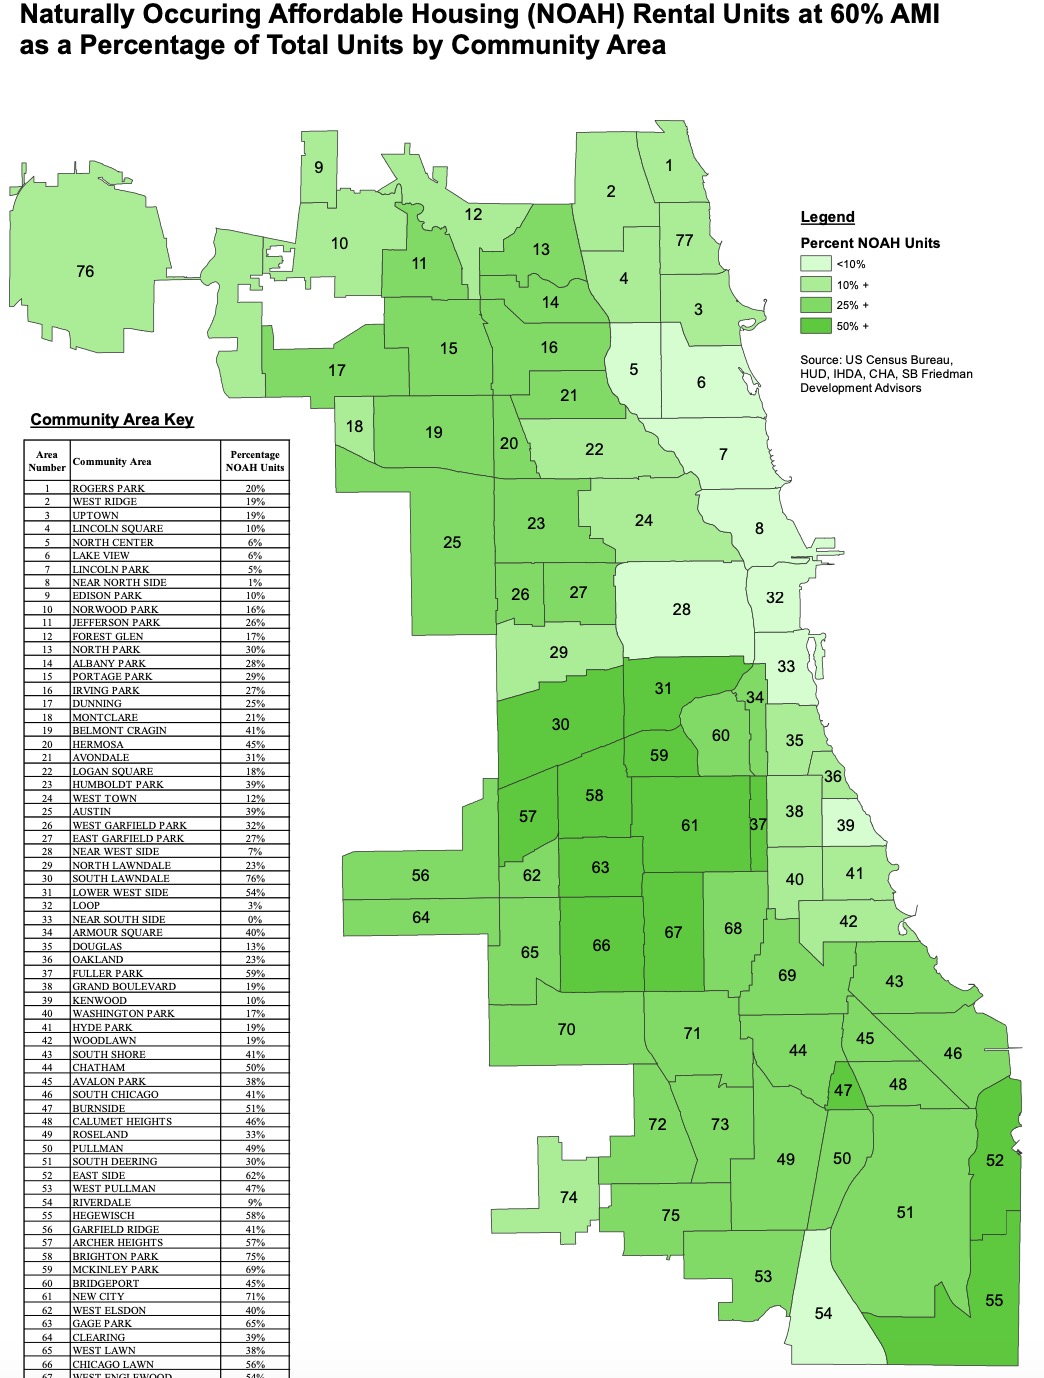 Naturally Occuring Affordable Housing (NOAH) Rental Units at 60% AMI
as a Percentage of Total Units by Community Area
1
9
2
12
77
10
13
11
76
4
14
3
15
16
17
5
6
21
18
19
20
22
7
23
24
8
25
26
27
32
28
29
33
31
34
30
60
35
59
36
58
38
57
61
37
39
63
62
56
41
40
64
42
67
68
66
65
69
43
70
71
45
44
46
48
47
72
73
50
49
52
74
51
75
53
55
54
Legend
Percent NOAH Units
<10%
10% +
25% +
50% +
Source: US Census Bureau,
HUD, IHDA, CHA, SB Friedman
Development Advisors
Community Area Key
Area Number Community Area Percentage NOAH Units
1 ROGERS PARK 20%
2 WEST RIDGE 19%
3 UPTOWN 19%
4 LINCOLN SQUARE 10%
5 NORTH CENTER 6%
6 LAKE VIEW 6%
7 LINCOLN PARK 5%
8 NEAR NORTH SIDE 1%
9 EDISON PARK 10%
10 NORWOOD PARK 16%
11 JEFFERSON PARK 26%
12 FOREST GLEN 17%
13 NORTH PARK 30%
14 ALBANY PARK 28%
15 PORTAGE PARK 29%
16 IRVING PARK 27%
17 DUNNING 25%
18 MONTCLARE 21%
19 BELMONT CRAGIN 41%
20 HERMOSA 45%
21 AVONDALE 31%
22 LOGAN SQUARE 18%
23 HUMBOLDT PARK 39%
24 WEST TOWN 12%
25 AUSTIN 39%
26 WEST GARFIELD PARK 32%
27 EAST GARFIELD PARK 27%
28 NEAR WEST SIDE 7%
29 NORTH LAWNDALE 23%
30 SOUTH LAWNDALE 76%
31 LOWER WEST SIDE 54%
32 LOOP 3%
33 NEAR SOUTH SIDE 0%
34 ARMOUR SQUARE 40%
35 DOUGLAS 13%
36 OAKLAND 23%
37 FULLER PARK 59%
38 GRAND BOULEVARD 19%
39 KENWOOD 10%
40 WASHINGTON PARK 17%
41 HYDE PARK 19%
42 WOODLAWN 19%
43 SOUTH SHORE 41%
44 CHATHAM 50%
45 AVALON PARK 38%
46 SOUTH CHICAGO 41%
47 BURNSIDE 51%
48 CALUMET HEIGHTS 46%
49 ROSELAND 33%
50 PULLMAN 49%
51 SOUTH DEERING 30%
52 EAST SIDE 62%
53 WEST PULLMAN 47%
54 RIVERDALE 9%
55 HEGEWISCH 58%
56 GARFIELD RIDGE 41%
57 ARCHER HEIGHTS 57%
58 BRIGHTON PARK 75%
59 MCKINLEY PARK 69%
60 BRIDGEPORT 45%
61 NEW CITY 71%
62 WEST ELSDON 40%
63 GAGE PARK 65%
64 CLEARING 39%
65 WEST LAWN 38%
66 CHICAGO LAWN 56%
67 WEST ENGLEWOOD 54%